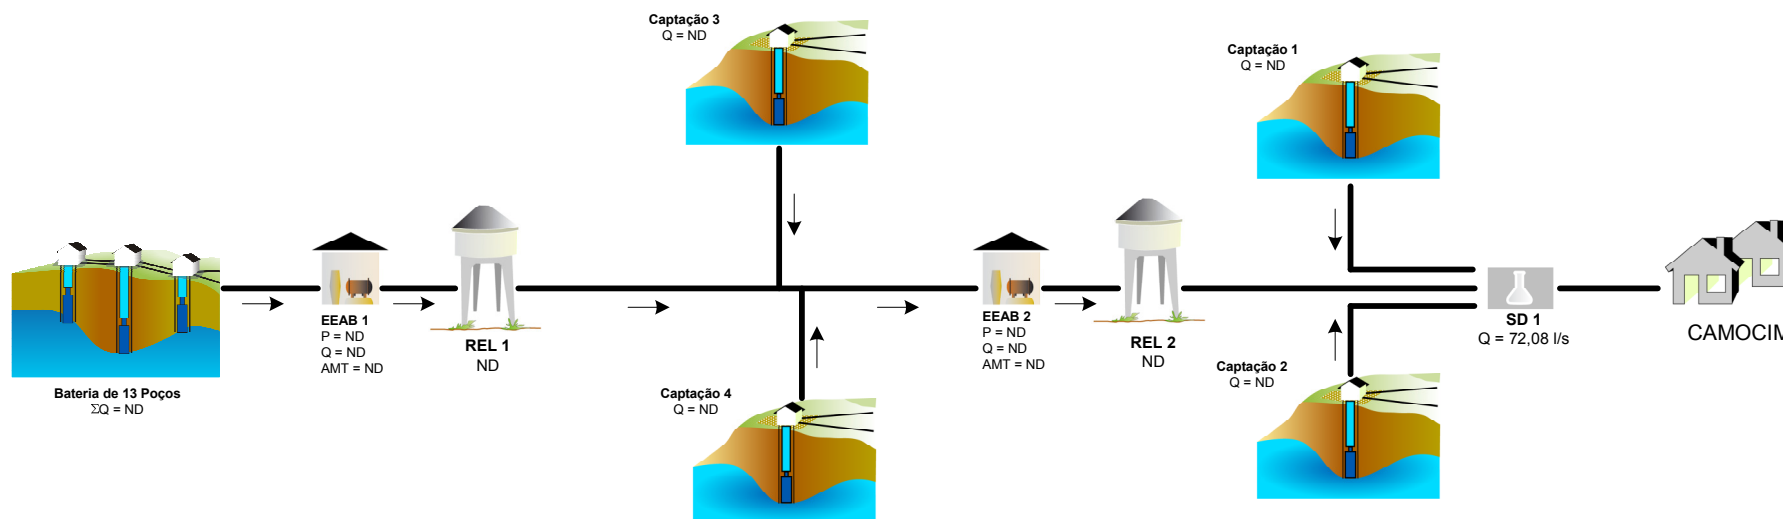 Captação 3
Q = ND
Captação 1
Q = ND
EEAB 1
P = ND
Q = ND
AMT = ND
REL 1
ND
EEAB 2
P = ND
Q = ND
AMT = ND
REL 2
ND
SD 1
Q = 72,08 l/s
CAMOCIM
Bateria de 13 Poços
ΣQ = ND
Captação 4
Q = ND
Captação 2
Q = ND